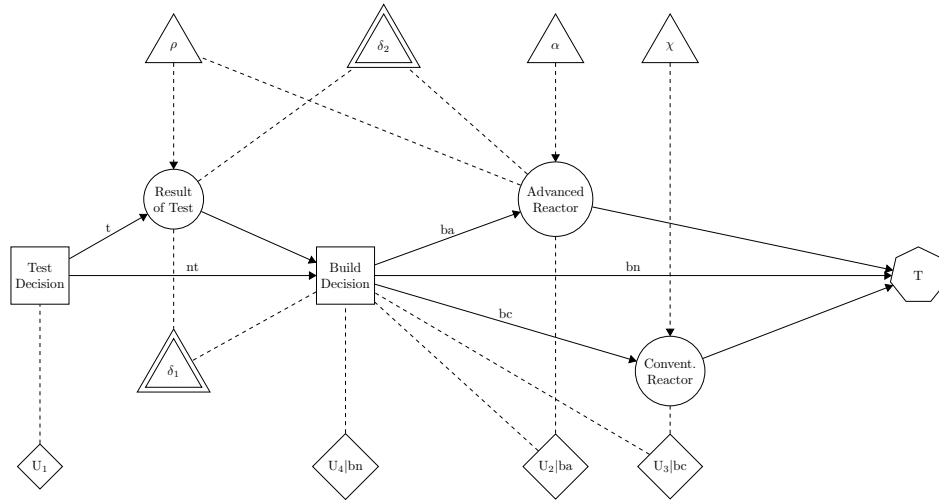 ρ
δ₂
α
χ
Result
of Test
Advanced
Reactor
t
ba
Test
Decision
nt
Build
Decision
bn
T
bc
δ₁
Convent.
Reactor
U₁
U₄|bn
U₂|ba
U₃|bc